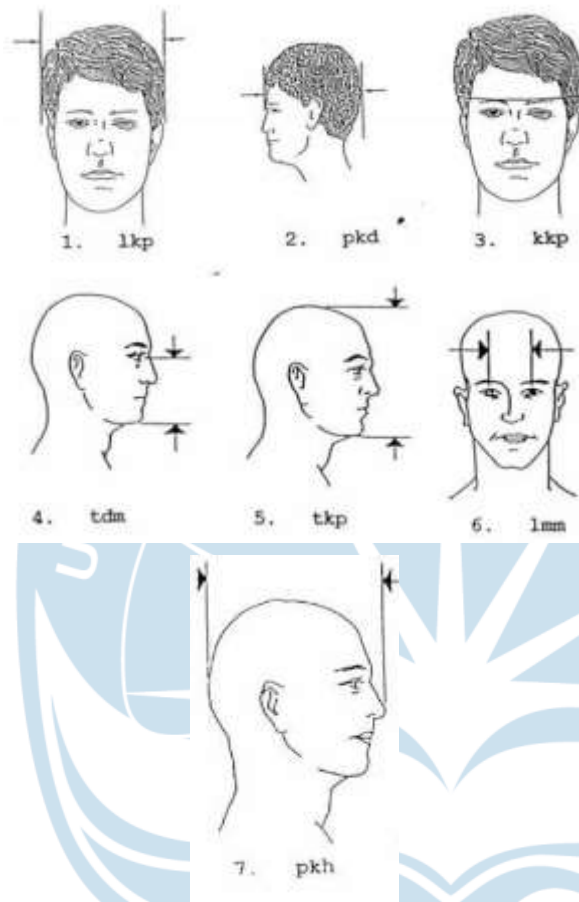 1. lkp 2. pkd 3. kkp
4. tdm 5. tkp 6. lmm
7. pkh